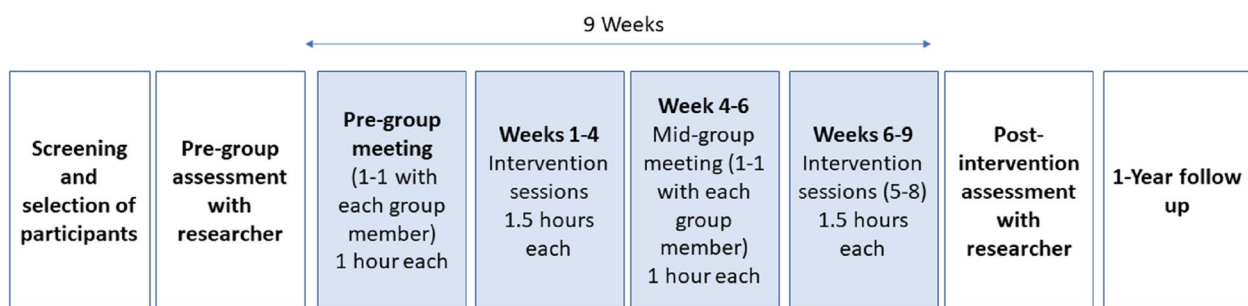 9 Weeks
Screening
and
selection of
participants
Pre-group
assessment
with
researcher
Pre-group
meeting
(1-1 with
each group
member)
1 hour each
Weeks 1-4
Intervention
sessions
1.5 hours
each
Week 4-6
Mid-group
meeting (1-1
with each
group
member)
1 hour each
Weeks 6-9
Intervention
sessions (5-8)
1.5 hours
each
Post-
intervention
assessment
with
researcher
1-Year follow
up